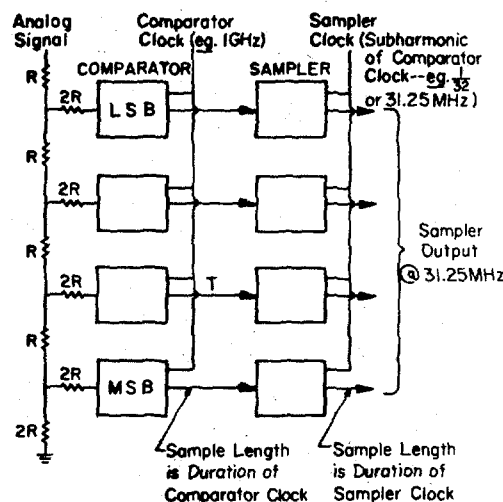 Analog
Signal
Comparator
Clock (eg. 1GHz)
Sampler
Clock (Subharmonic
of Comparator
Clock--eg. 1/32
or 31.25 MHz)
COMPARATOR
SAMPLER
R
2R
LSB
R
2R
R
2R
T
R
2R
MSB
2R
Sampler
Output
@ 31.25MHz
Sample Length
is Duration of
Comparator Clock
Sample Length
is Duration of
Sampler Clock